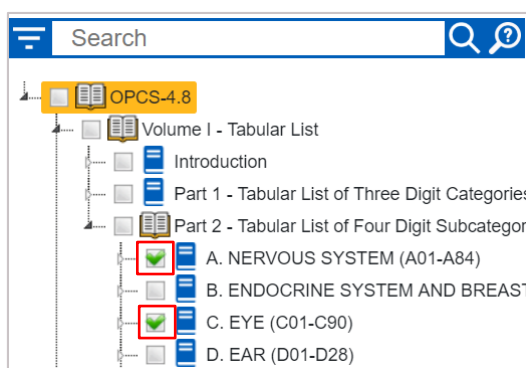 Search
OPCS-4.8
Volume I - Tabular List
Introduction
Part 1 - Tabular List of Three Digit Categories
Part 2 - Tabular List of Four Digit Subcategor
A. NERVOUS SYSTEM (A01-A84)
B. ENDOCRINE SYSTEM AND BREAST
C. EYE (C01-C90)
D. EAR (D01-D28)